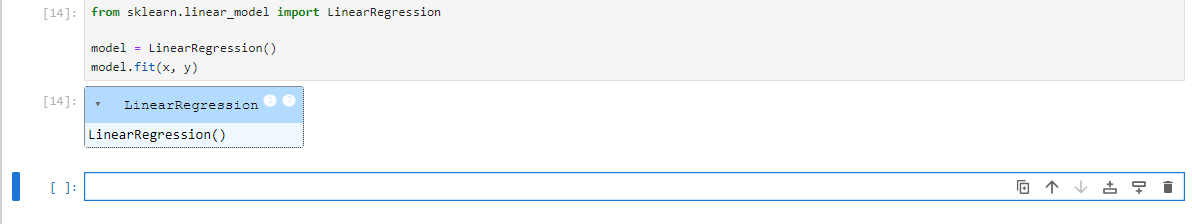 [14]: from sklearn.linear_model import LinearRegression
model = LinearRegression()
model.fit(x, y)
[14]: LinearRegression i ?
LinearRegression()
[ ]: